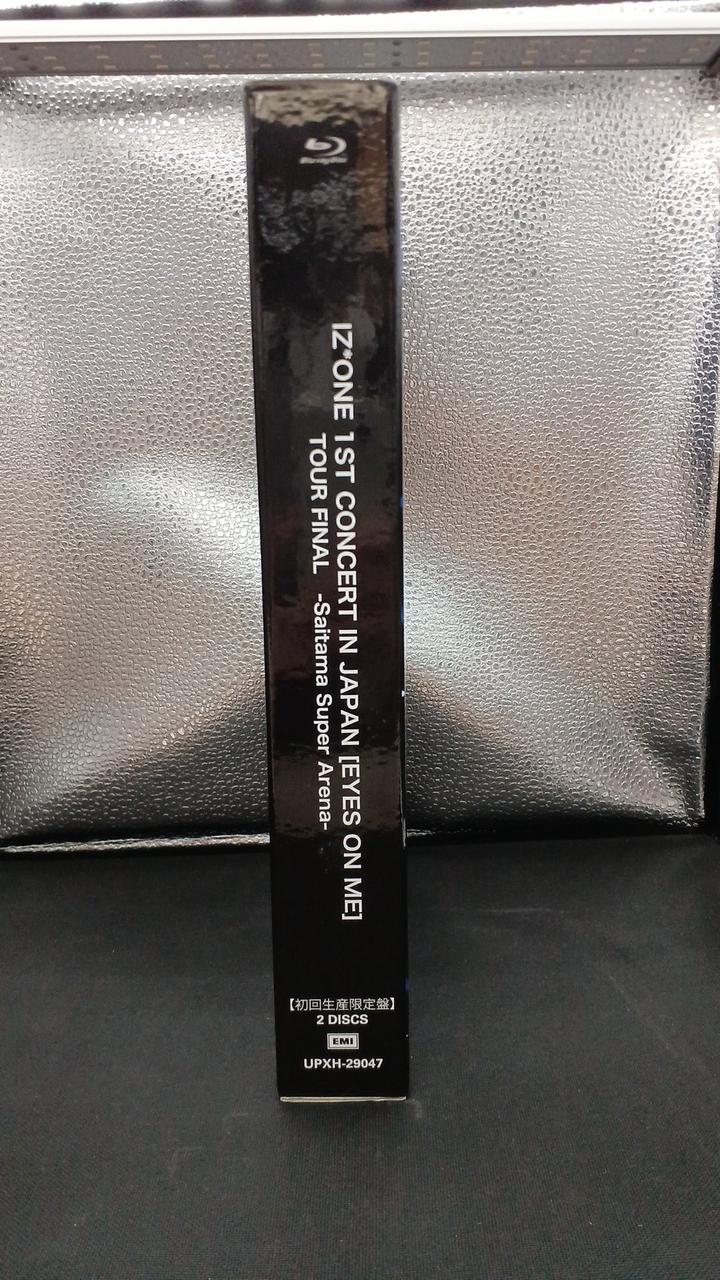 IZ*ONE 1ST CONCERT IN JAPAN [EYES ON ME]
TOUR FINAL -Saitama Super Arena-
【初回生産限定盤】
2 DISCS
EMI
UPXH-29047